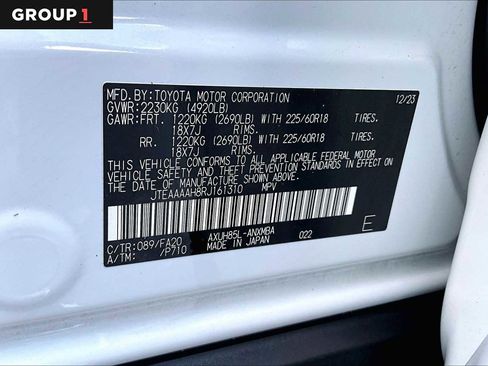 GROUP 1
MFD. BY: TOYOTA MOTOR CORPORATION 12/23
GVWR: 2230KG (4920LB)
GAWR: FRT. 1220KG (2690LB) WITH 225/60R18 TIRES.
18X7J RIMS.
RR. 1220KG (2690LB) WITH 225/60R18 TIRES.
18X7J RIMS.
THIS VEHICLE CONFORMS TO ALL APPLICABLE FEDERAL MOTOR
VEHICLE SAFETY AND
THEFT PREVENTION STANDARDS IN EFFECT
ON THE DATE OF MANUFACTURE SHOWN ABOVE.
JTEAAAAH8RJ161310 MPV
E
C/TR: 089/FA20 AXUH85L-ANXMBA 022
A/TM: /P710 MADE IN JAPAN